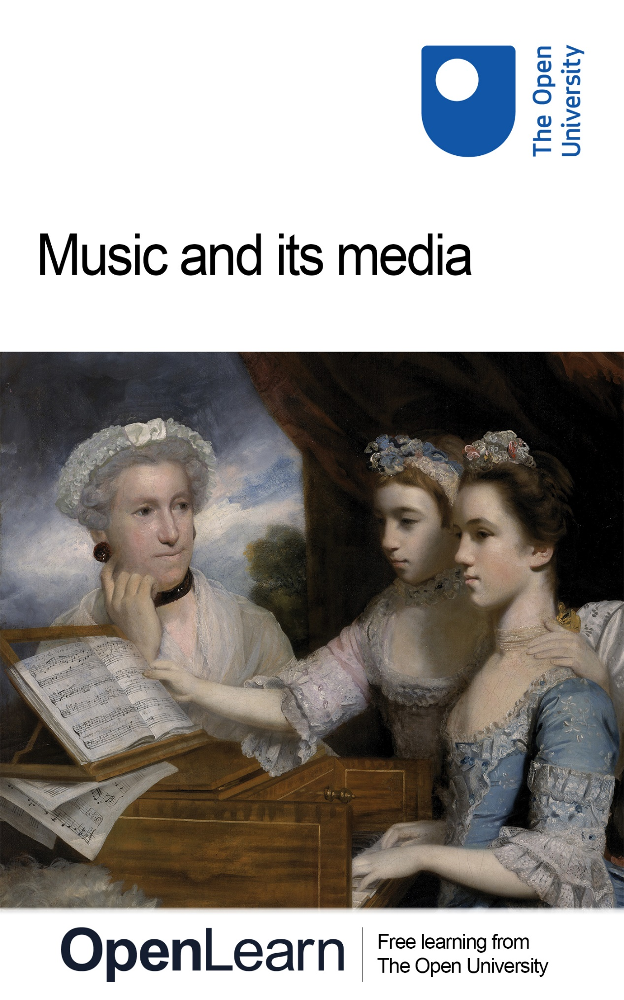 The Open
University
Music and its media
OpenLearn
Free learning from
The Open University